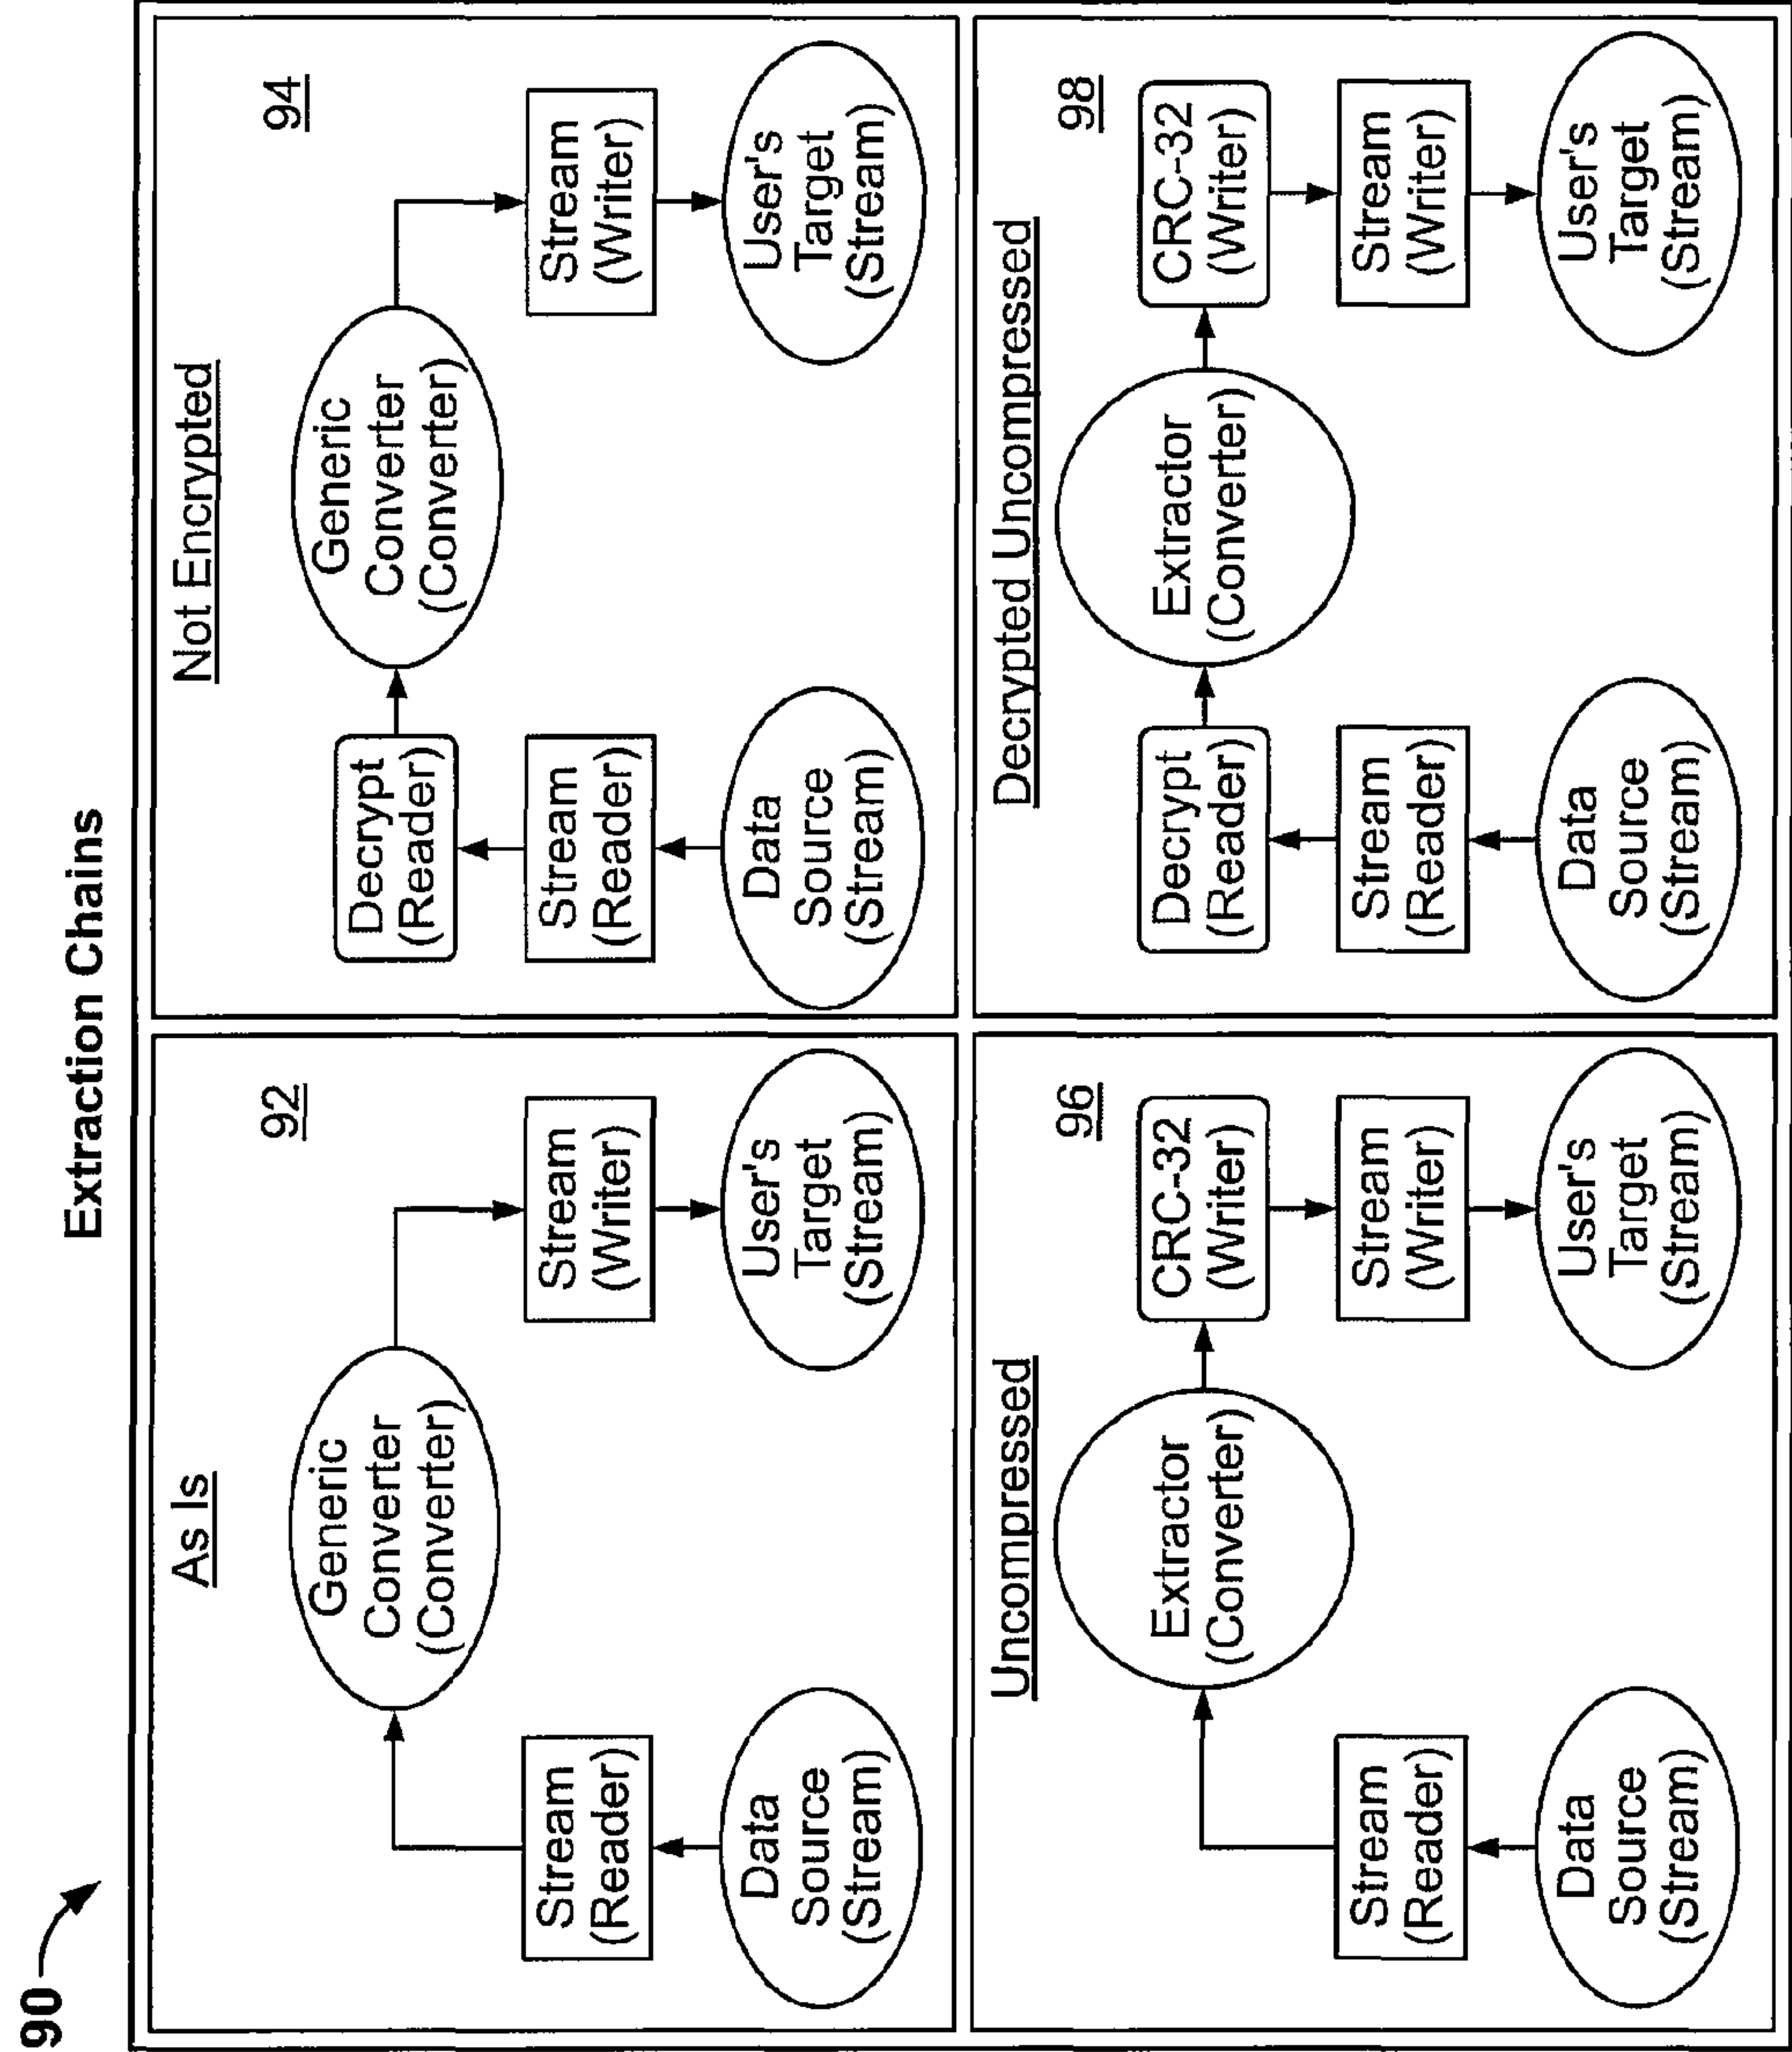 90
Extraction Chains
As Is
92
Generic
Converter
(Converter)
Stream
(Reader)
Stream
(Writer)
Data
Source
(Stream)
User's
Target
(Stream)
Not Encrypted
94
Decrypt
(Reader)
Generic
Converter
(Converter)
Stream
(Reader)
Stream
(Writer)
Data
Source
(Stream)
User's
Target
(Stream)
Uncompressed
96
Extractor
(Converter)
CRC-32
(Writer)
Stream
(Reader)
Stream
(Writer)
Data
Source
(Stream)
User's
Target
(Stream)
Decrypted Uncompressed
98
Decrypt
(Reader)
Extractor
(Converter)
CRC-32
(Writer)
Stream
(Reader)
Stream
(Writer)
Data
Source
(Stream)
User's
Target
(Stream)